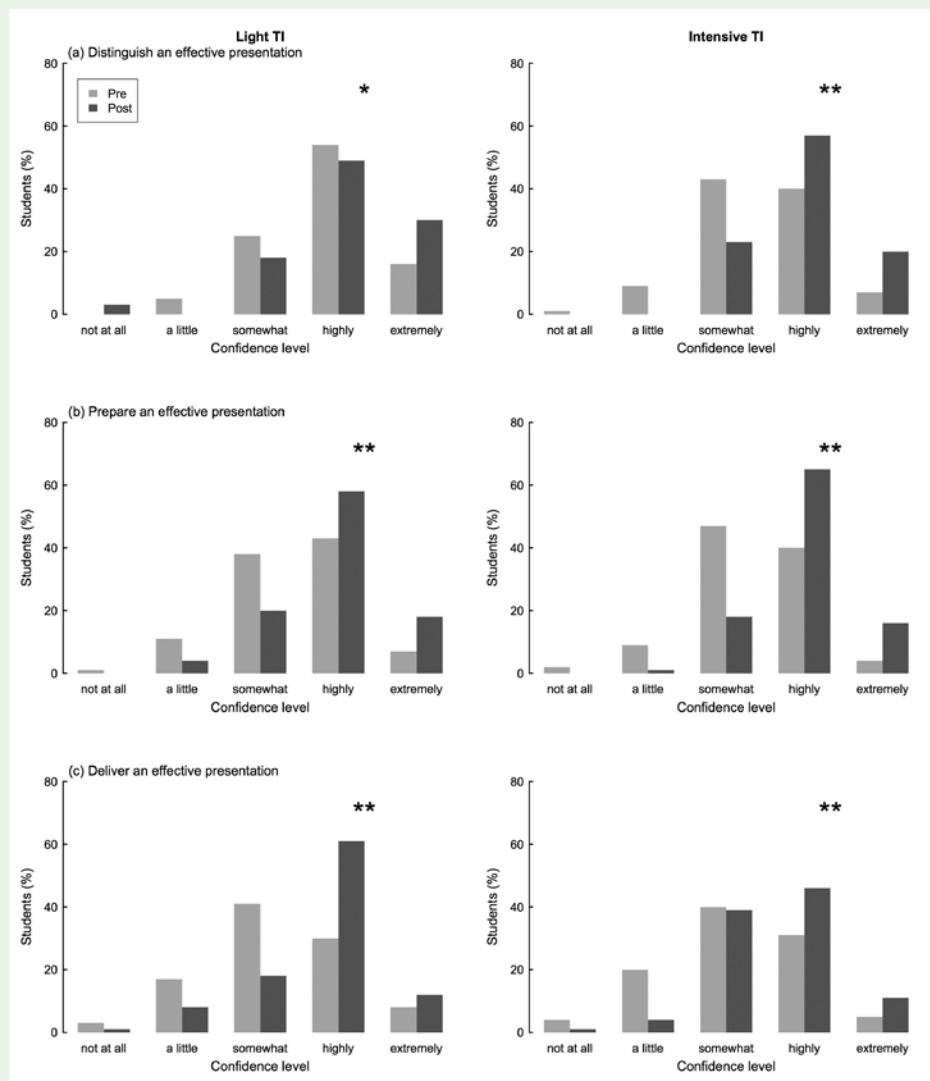 Light TI
Intensive TI
(a) Distinguish an effective presentation
80
60
40
20
0
Students (%)
Pre
Post
*
not at all a little somewhat highly extremely
Confidence level
80
60
40
20
0
Students (%)
**
not at all a little somewhat highly extremely
Confidence level
(b) Prepare an effective presentation
80
60
40
20
0
Students (%)
**
not at all a little somewhat highly extremely
Confidence level
80
60
40
20
0
Students (%)
**
not at all a little somewhat highly extremely
Confidence level
(c) Deliver an effective presentation
80
60
40
20
0
Students (%)
**
not at all a little somewhat highly extremely
Confidence level
80
60
40
20
0
Students (%)
**
not at all a little somewhat highly extremely
Confidence level